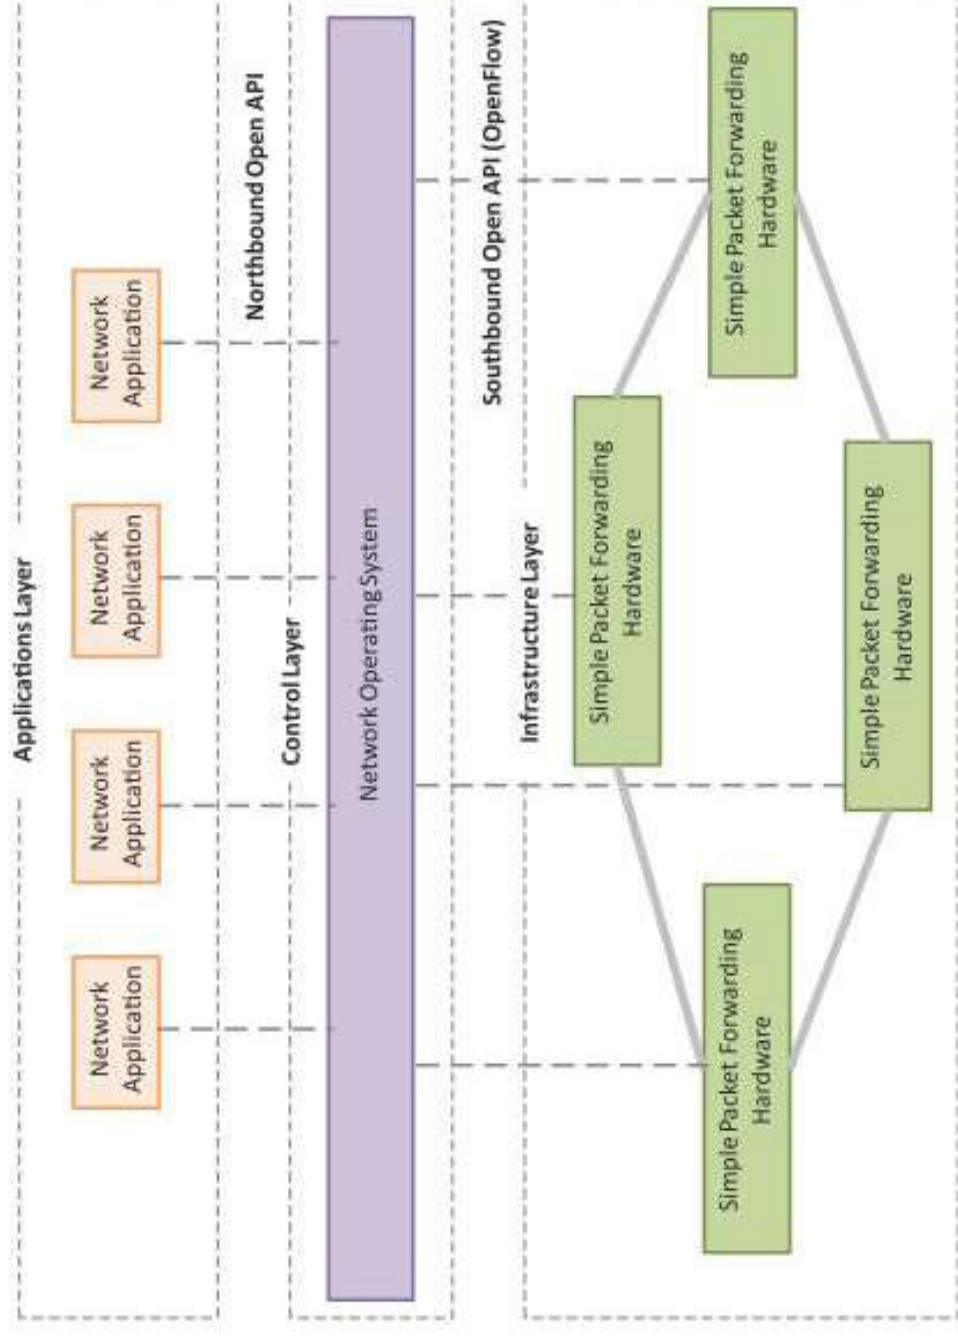 Applications Layer
Network
Application
Network
Application
Network
Application
Network
Application
Northbound Open API
Control Layer
Network Operating System
Southbound Open API (OpenFlow)
Infrastructure Layer
Simple Packet Forwarding
Hardware
Simple Packet Forwarding
Hardware
Simple Packet Forwarding
Hardware
Simple Packet Forwarding
Hardware